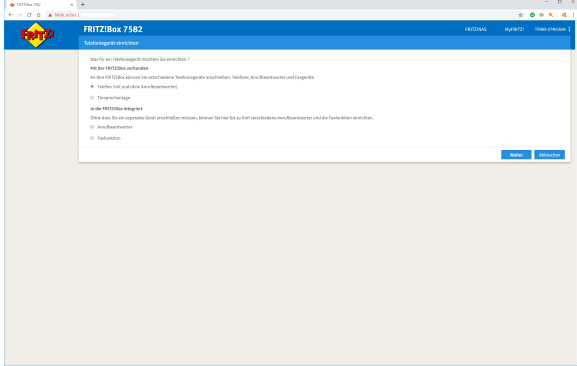 FRITZ!Box 7582
Nicht sicher
FRITZ!
FRITZ!Box 7582
FRITZ!NAS
MyFRITZ!
Telefoniegerät einrichten
Was für ein Telefoniegerät möchten Sie einrichten ?
Mit der FRITZ!Box verbunden
An Ihre FRITZ!Box können Sie verschiedene Telefoniegeräte anschließen: Telefone, Anrufbeantworter und Faxgeräte.
Telefon (mit und ohne Anrufbeantworter)
Türsprechanlage
In die FRITZ!Box integriert
Ohne dass Sie ein separates Gerät anschließen müssen, können Sie hier bis zu fünf verschiedene Anrufbeantworter und die Faxfunktion einrichten:
Anrufbeantworter
Faxfunktion
Weiter
Abbrechen